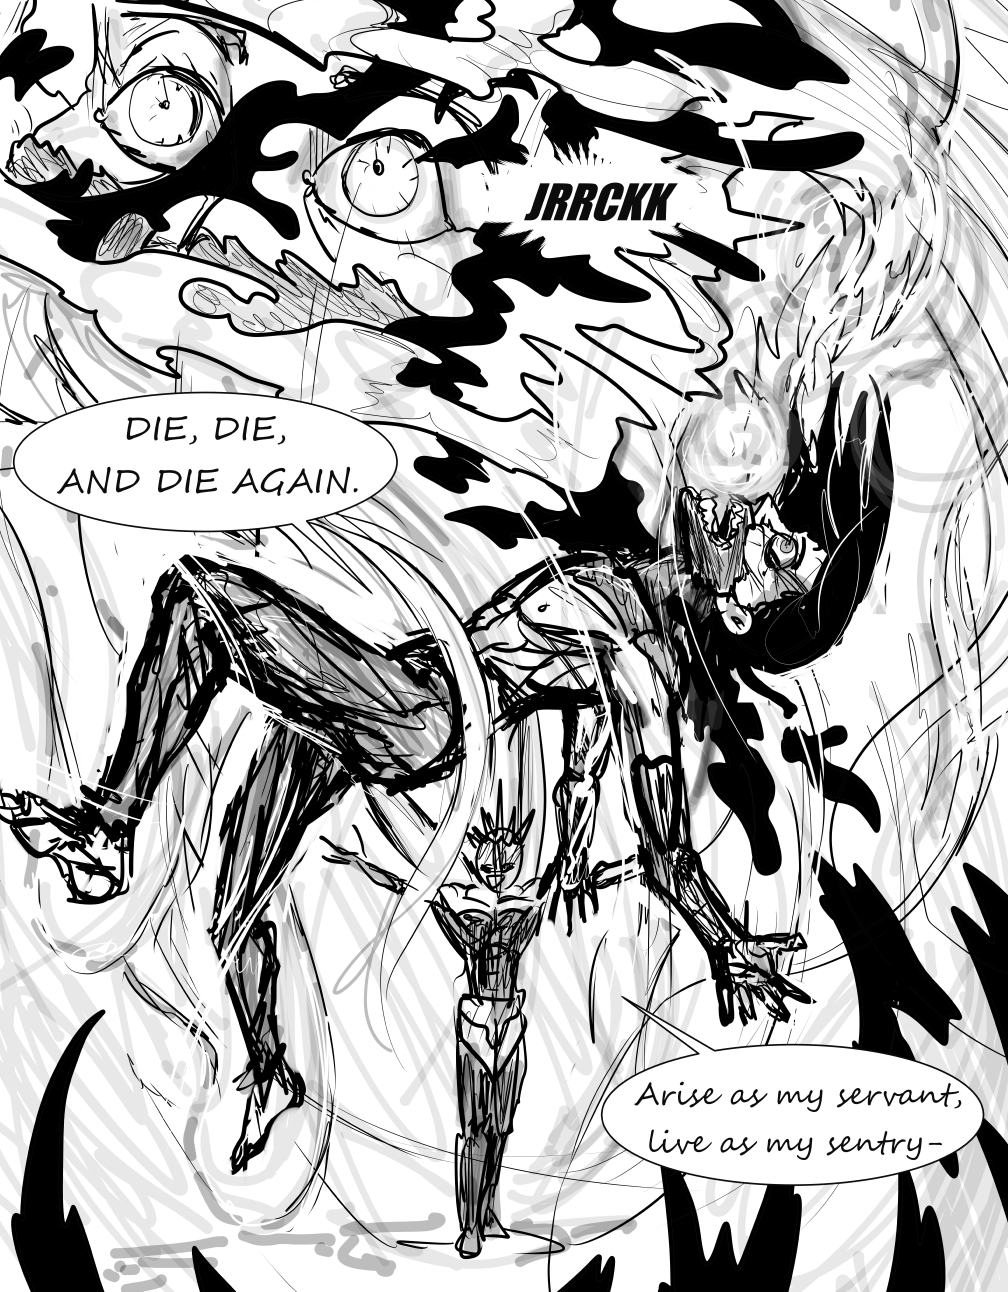 JRRCKK
DIE, DIE,
AND DIE AGAIN.
Arise as my servant,
live as my sentry-